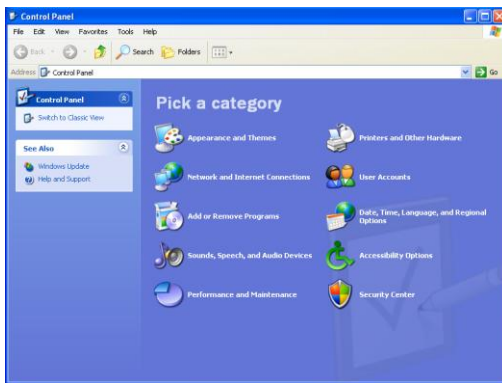 Control Panel
File Edit View Favorites Tools Help
Back Search Folders
Address Control Panel Go
Control Panel
Switch to Classic View
See Also
Windows Update
Help and Support
Pick a category
Appearance and Themes
Printers and Other Hardware
Network and Internet Connections
User Accounts
Add or Remove Programs
Date, Time, Language, and Regional
Options
Sounds, Speech, and Audio Devices
Accessibility Options
Performance and Maintenance
Security Center